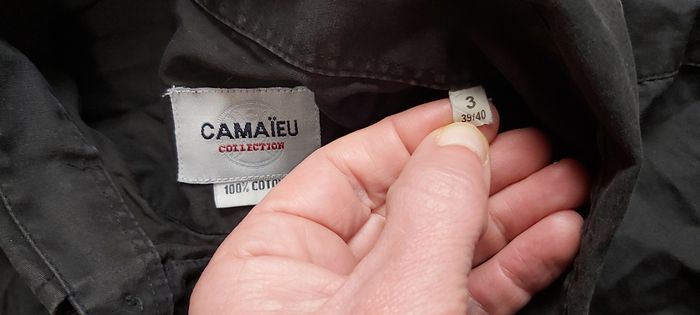 CAMAÏEU
COLLECTION
100% COTO
3
39/40